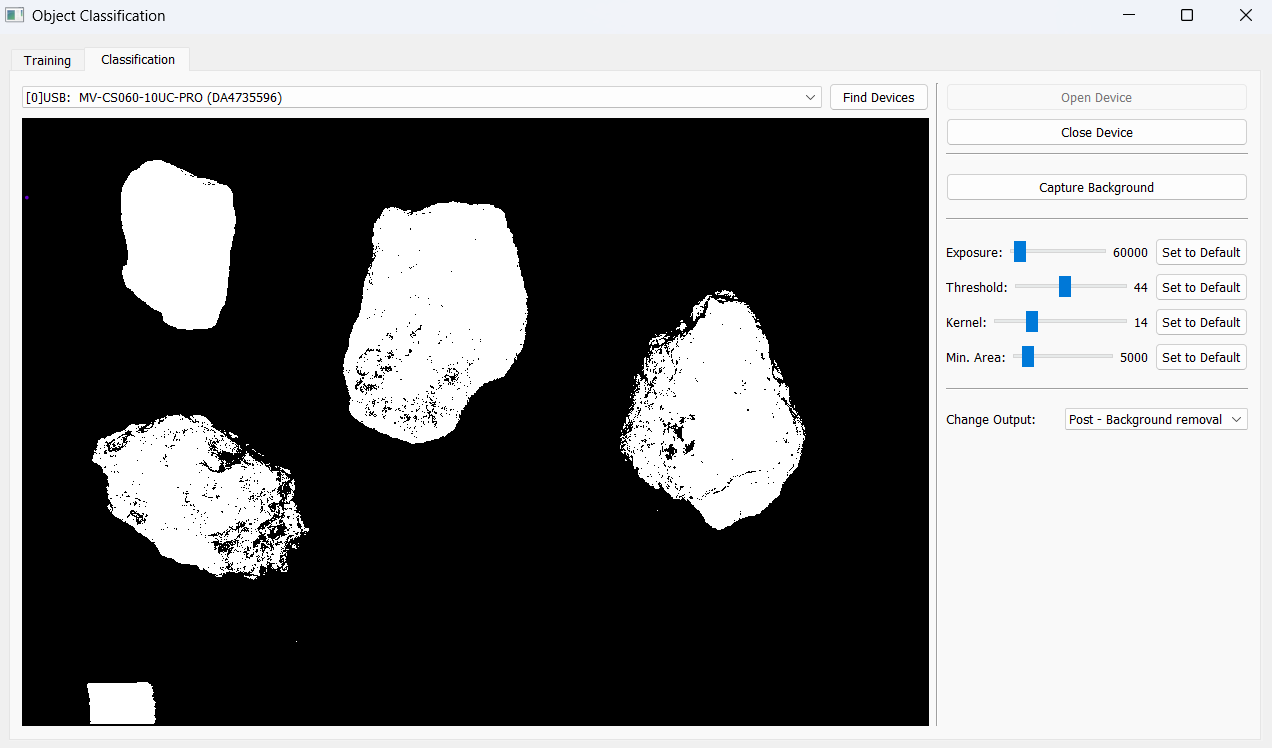 Object Classification
Training
Classification
[0]USB: MV-CS060-10UC-PRO (DA4735596)
Find Devices
Open Device
Close Device
Capture Background
Exposure: 60000 Set to Default
Threshold: 44 Set to Default
Kernel: 14 Set to Default
Min. Area: 5000 Set to Default
Change Output: Post - Background removal